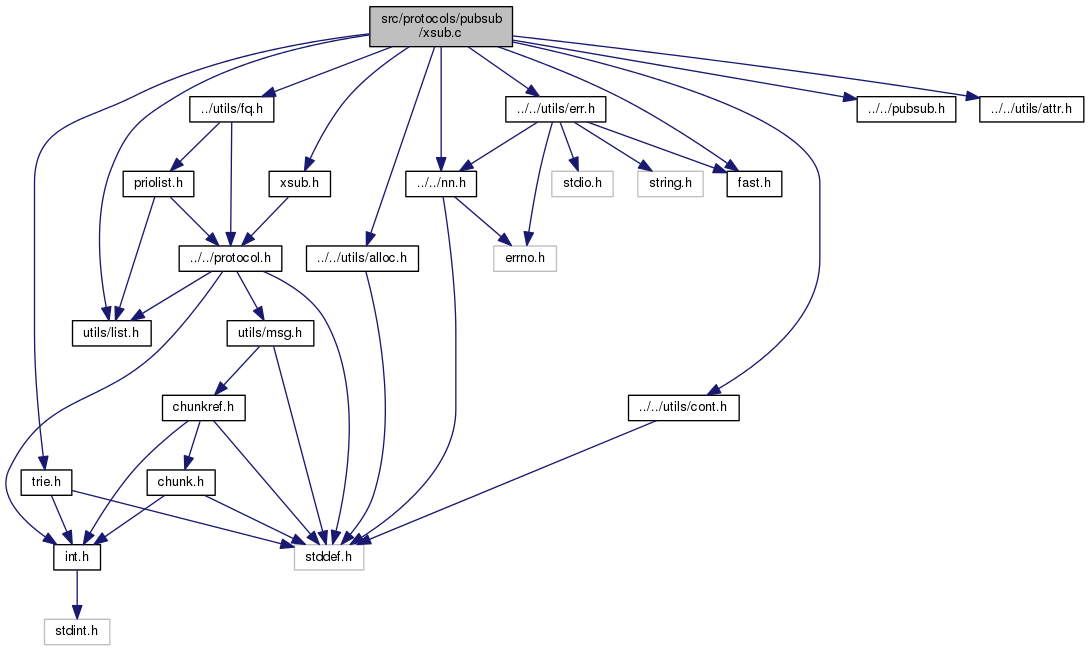 src/protocols/pubsub
/xsub.c
../utils/fq.h
../../utils/err.h
../../pubsub.h
../../utils/attr.h
priolist.h
xsub.h
../../nn.h
stdio.h
string.h
fast.h
../../protocol.h
../../utils/alloc.h
errno.h
utils/list.h
utils/msg.h
chunkref.h
../../utils/cont.h
trie.h
chunk.h
int.h
stddef.h
stdint.h